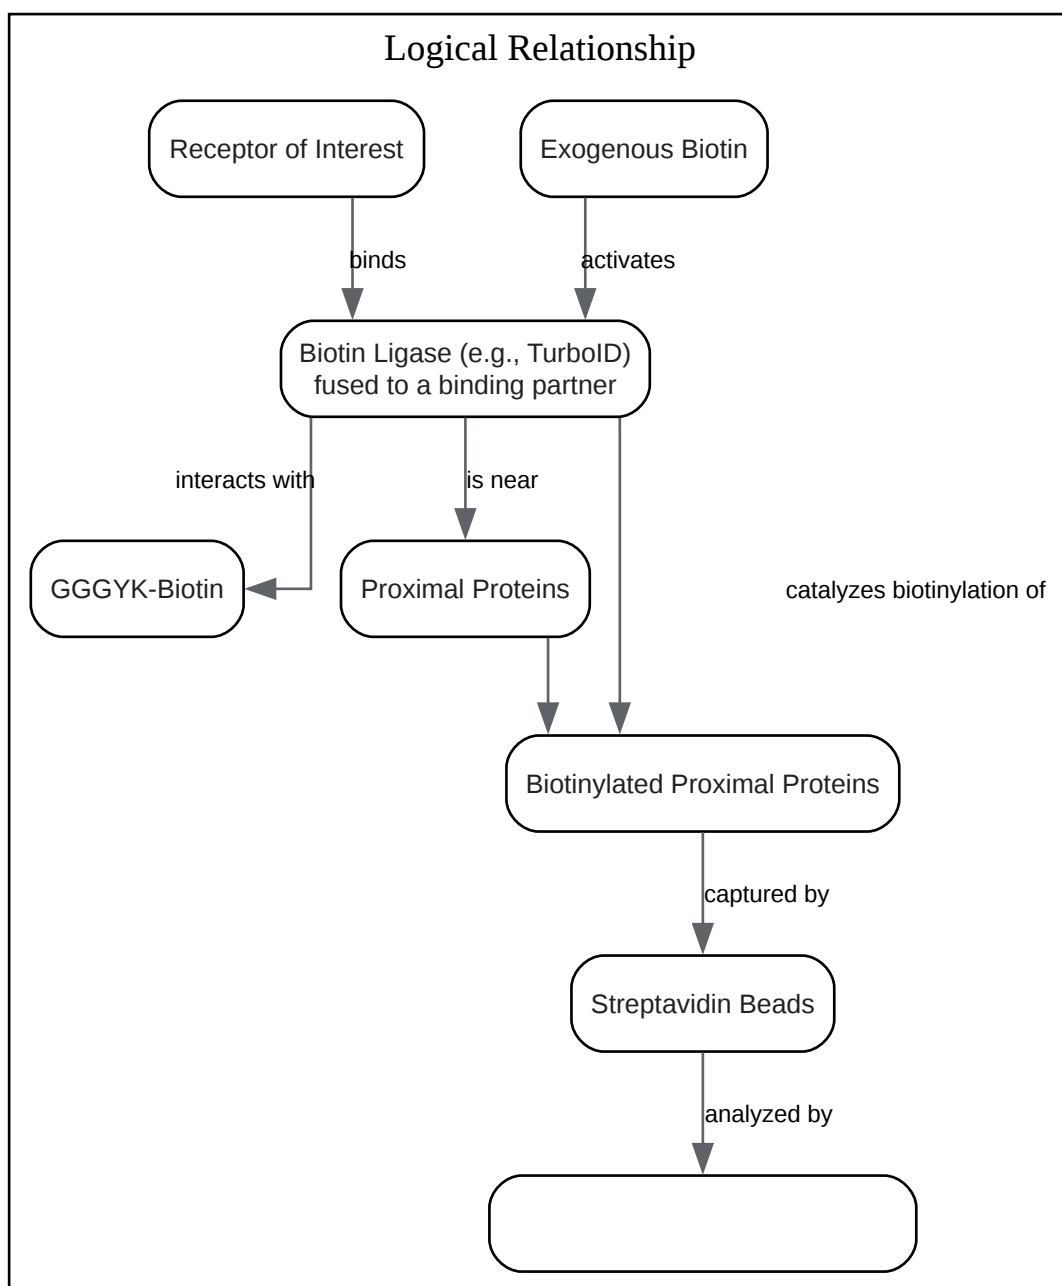 Logical Relationship
Receptor of Interest
Exogenous Biotin
binds
activates
Biotin Ligase (e.g., TurboID)
fused to a binding partner
interacts with
is near
GGGYK-Biotin
Proximal Proteins
catalyzes biotinylation of
Biotinylated Proximal Proteins
captured by
Streptavidin Beads
analyzed by